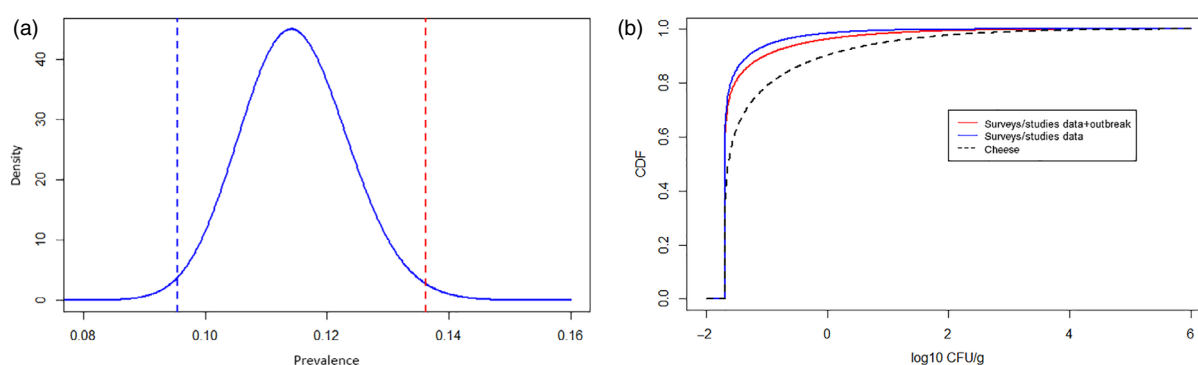 (a)
Density
40
30
20
10
0
0.08 0.10 0.12 0.14 0.16
Prevalence
(b)
CDF
1.0
0.8
0.6
0.4
0.2
0.0
Surveys/studies data+outbreak
Surveys/studies data
Cheese
−2 0 2 4 6
log10 CFU/g